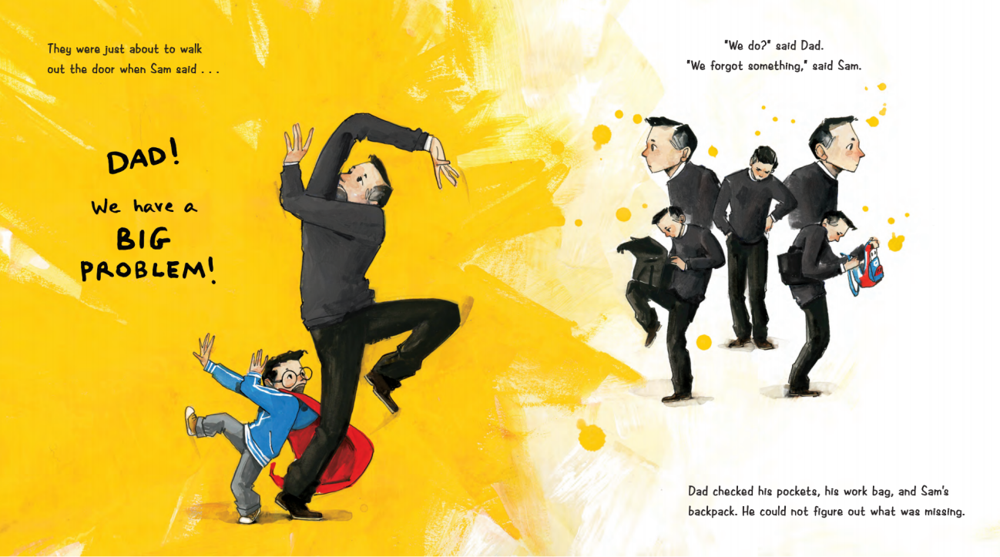 They were just about to walk
out the door when Sam said . . .
DAD!
We have a
BIG
PROBLEM!
"We do?" said Dad.
"We forgot something," said Sam.
Dad checked his pockets, his work bag, and Sam's
backpack. He could not figure out what was missing.